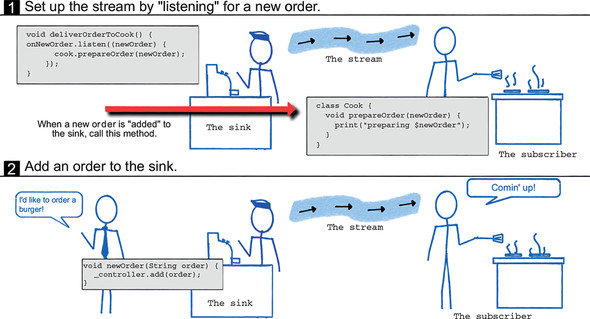 1 Set up the stream by "listening" for a new order.
void deliverOrderToCook() {
onNewOrder.listen((newOrder) {
cook.prepareOrder(newOrder);
});
}
The stream
When a new order is "added" to
the sink, call this method.
The sink
class Cook {
void prepareOrder(newOrder) {
print("preparing $newOrder");
}
}
The subscriber
2 Add an order to the sink.
I'd like to order a
burger!
Comin' up!
The stream
void newOrder(String order) {
_controller.add(order);
}
The sink
The subscriber